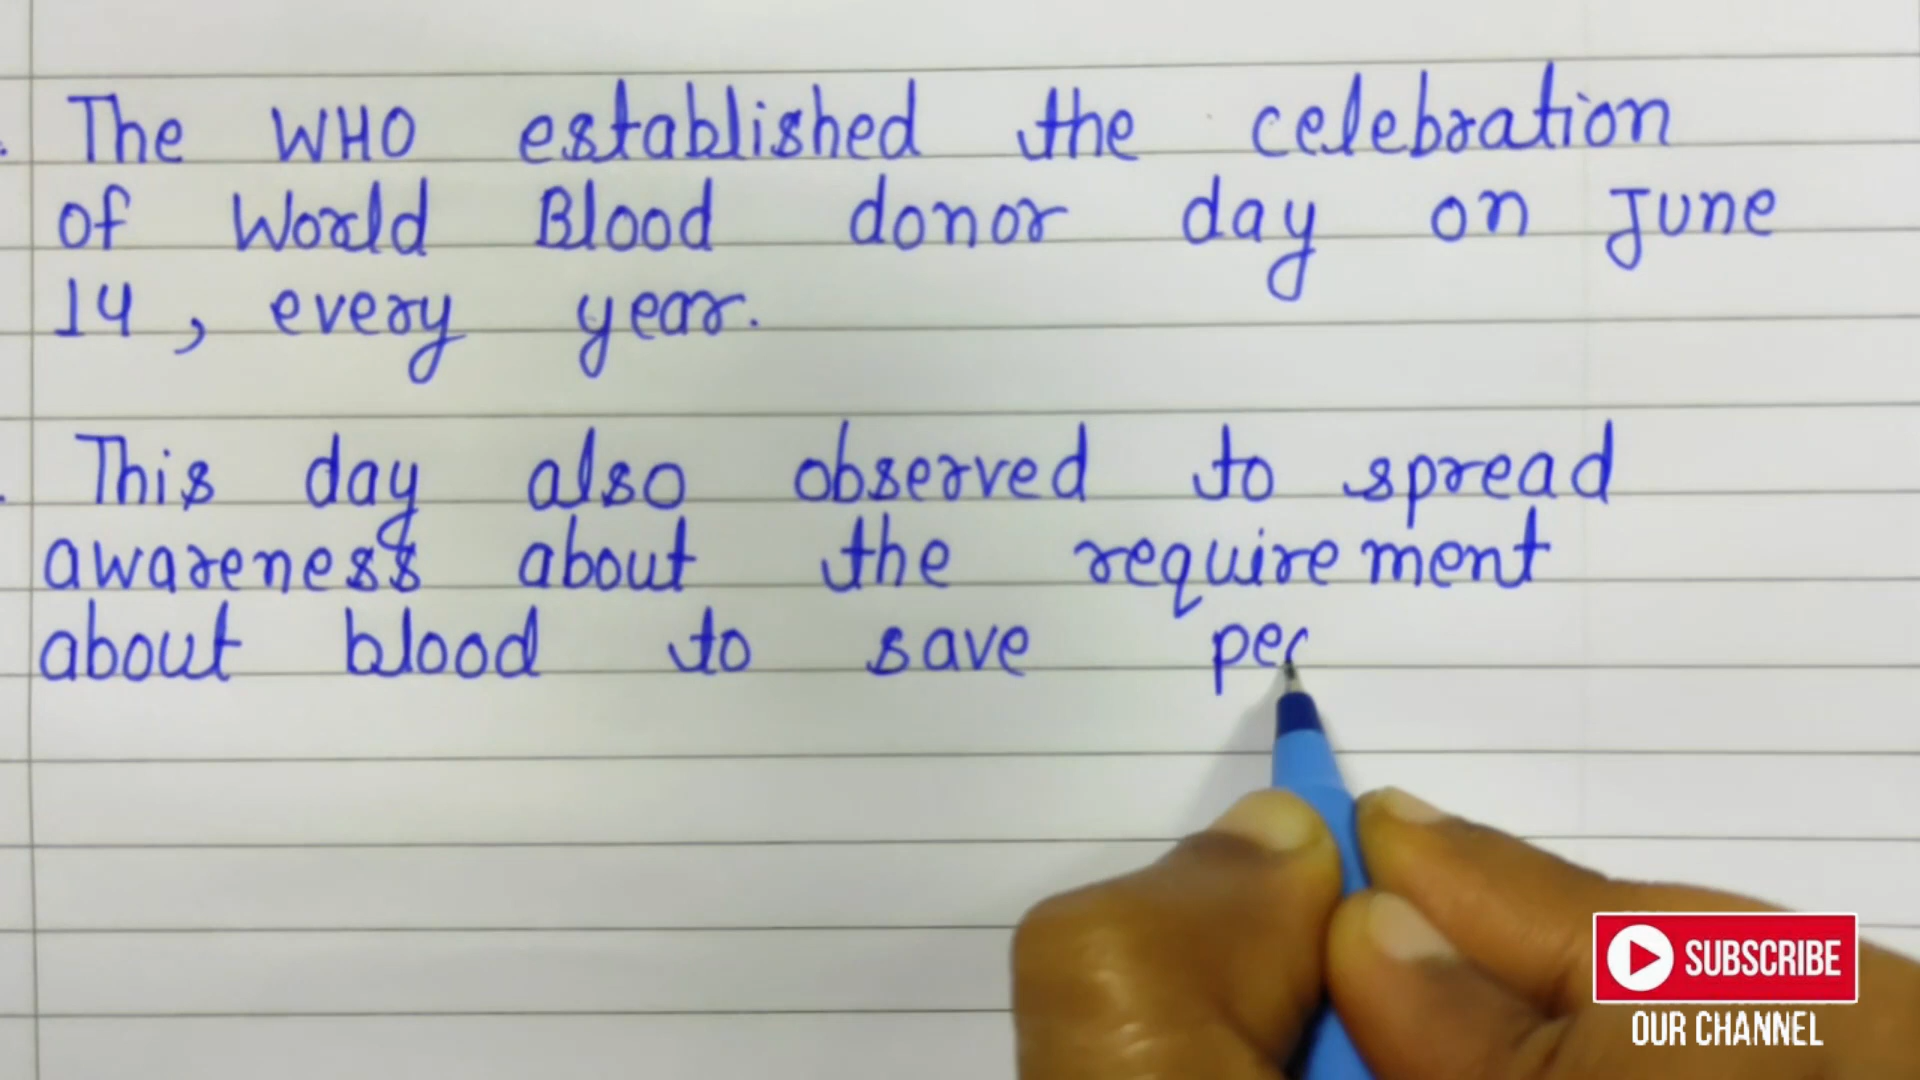 The WHO established the celebration
of World Blood donor day on June
14, every year.
This day also observed to spread
awareness about the requirement
about blood to save
SUBSCRIBE
OUR CHANNEL